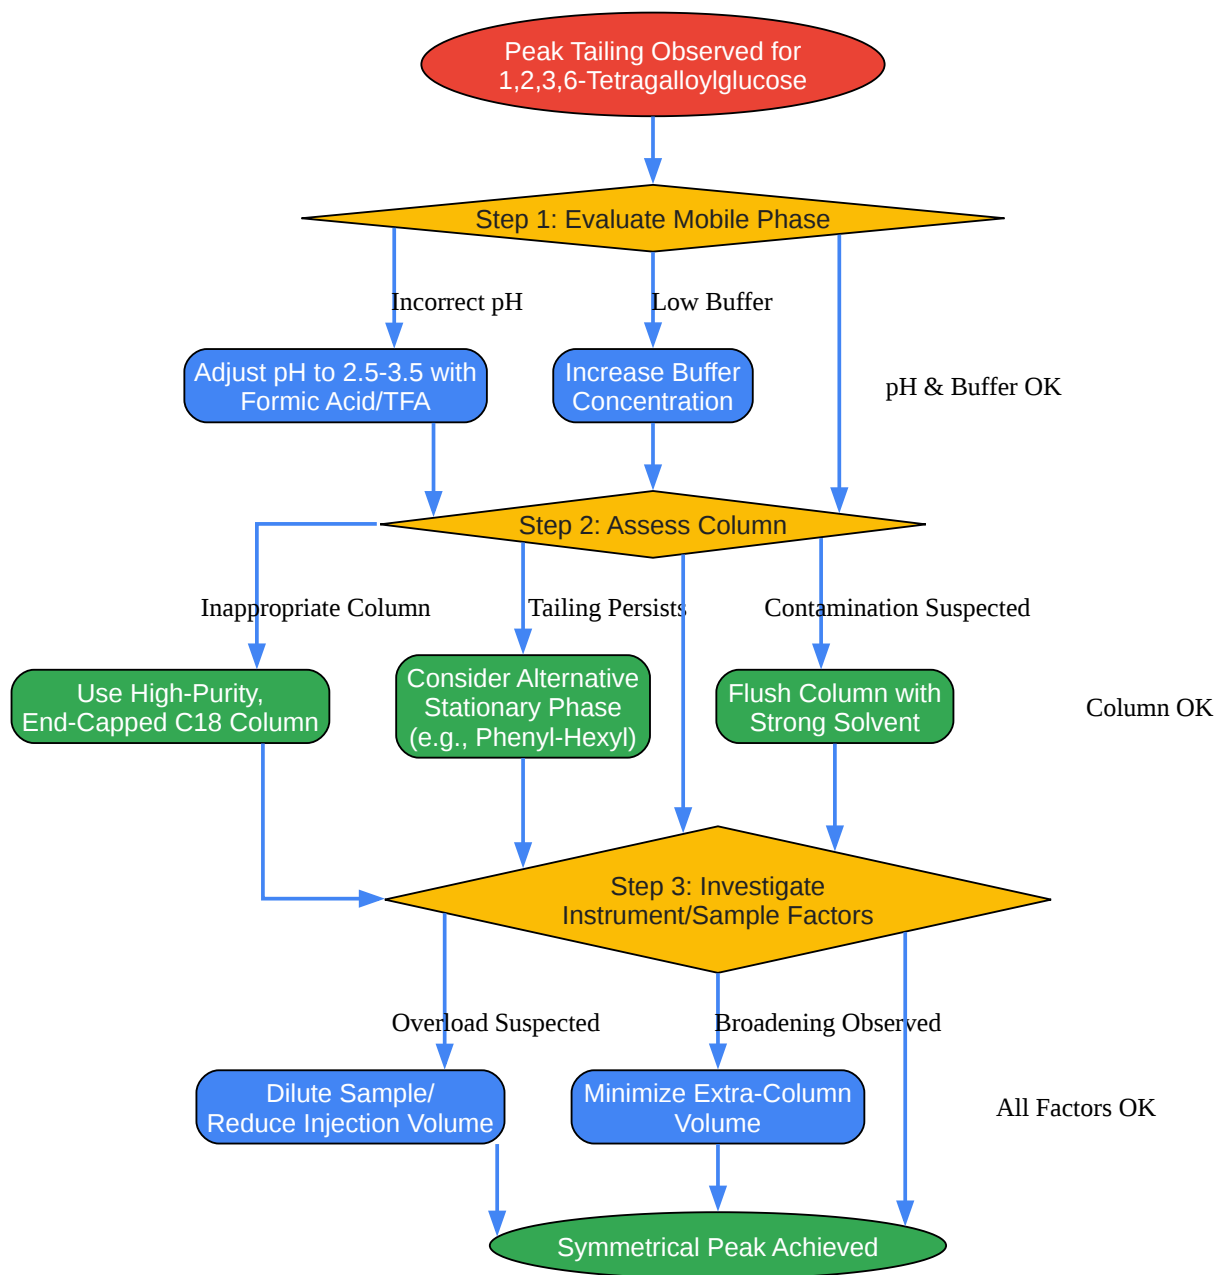 Peak Tailing Observed for
1,2,3,6-Tetragalloylglucose
Step 1: Evaluate Mobile Phase
Incorrect pH
Low Buffer
Adjust pH to 2.5-3.5 with
Formic Acid/TFA
Increase Buffer
Concentration
pH & Buffer OK
Step 2: Assess Column
Inappropriate Column
Tailing Persists
Contamination Suspected
Use High-Purity,
End-Capped C18 Column
Consider Alternative
Stationary Phase
(e.g., Phenyl-Hexyl)
Flush Column with
Strong Solvent
Column OK
Step 3: Investigate
Instrument/Sample Factors
Overload Suspected
Broadening Observed
Dilute Sample/
Reduce Injection Volume
Minimize Extra-Column
Volume
All Factors OK
Symmetrical Peak Achieved